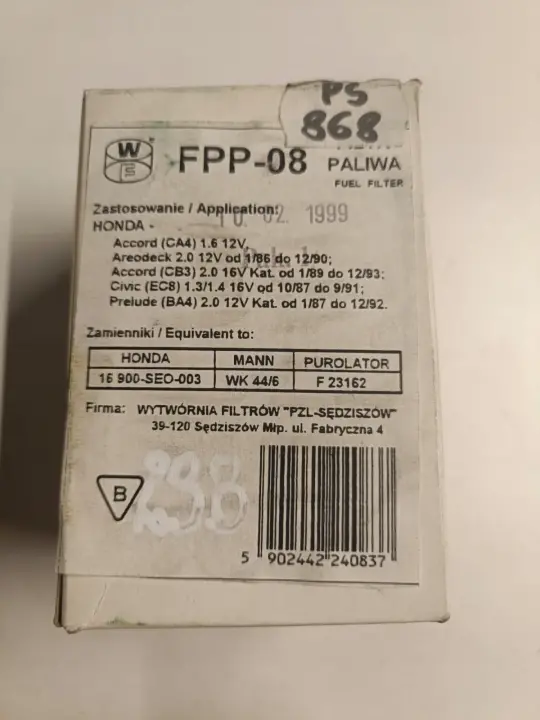 PS
868
W
FPP-08
PALIWA
FUEL FILTER
Zastosowanie / Application:
10. 02. 1999
HONDA -
Accord (CA4) 1.6 12V,
Areodeck 2.0 12V od 1/86 do 12/90;
Accord (CB3) 2.0 16V Kat. od 1/89 do 12/93;
Civic (EC8) 1.3/1.4 16V od 10/87 do 9/91;
Prelude (BA4) 2.0 12V Kat. od 1/87 do 12/92.
Zamienniki / Equivalent to:
HONDA MANN PUROLATOR
16 900-SEO-003 WK 44/6 F 23162
Firma: WYTWÓRNIA FILTRÓW "PZL-SĘDZISZÓW"
39-120 Sędziszów Młp. ul. Fabryczna 4
B
298
5 902442 240837